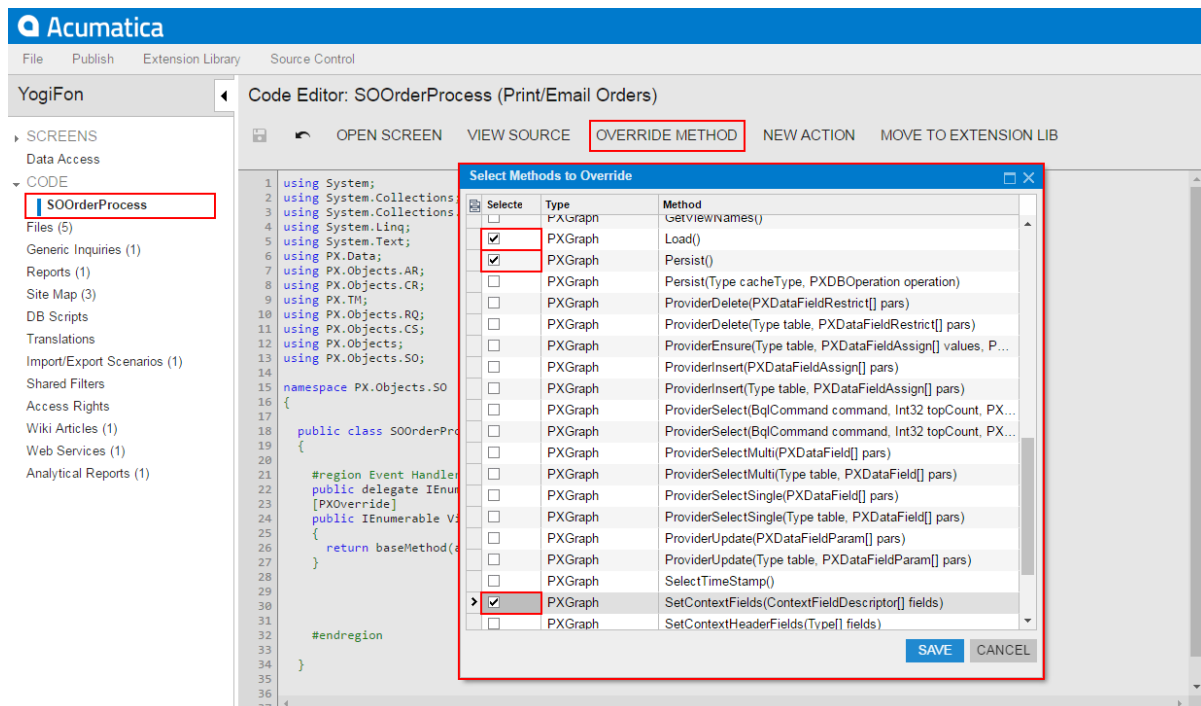 Acumatica
File Publish Extension Library Source Control
YogiFon
Code Editor: SOOrderProcess (Print/Email Orders)
OPEN SCREEN VIEW SOURCE OVERRIDE METHOD NEW ACTION MOVE TO EXTENSION LIB
SCREENS
Data Access
CODE
SOOrderProcess
Files (5)
Generic Inquiries (1)
Reports (1)
Site Map (3)
DB Scripts
Translations
Import/Export Scenarios (1)
Shared Filters
Access Rights
Wiki Articles (1)
Web Services (1)
Analytical Reports (1)
1 using System;
2 using System.Collections;
3 using System.Collections.
4 using System.Linq;
5 using System.Text;
6 using PX.Data;
7 using PX.Objects.AR;
8 using PX.Objects.CR;
9 using PX.TM;
10 using PX.Objects.RQ;
11 using PX.Objects.CS;
12 using PX.Objects;
13 using PX.Objects.SO;
14
15 namespace PX.Objects.SO
16 {
17
18 public class SOOrderPro
19 {
20
21 #region Event Handler
22 public delegate IEnum
23 [PXOverride]
24 public IEnumerable Vi
25 {
26 return baseMethod(a
27 }
28
29
30
31
32 #endregion
33
34 }
35
36
Select Methods to Override
Selecte Type Method
PXGraph GetViewNames()
PXGraph Load()
PXGraph Persist()
PXGraph Persist(Type cacheType, PXDBOperation operation)
PXGraph ProviderDelete(PXDataFieldRestrict[] pars)
PXGraph ProviderDelete(Type table, PXDataFieldRestrict[] pars)
PXGraph ProviderEnsure(Type table, PXDataFieldAssign[] values, P...
PXGraph ProviderInsert(PXDataFieldAssign[] pars)
PXGraph ProviderInsert(Type table, PXDataFieldAssign[] pars)
PXGraph ProviderSelect(BqlCommand command, Int32 topCount, PX...
PXGraph ProviderSelect(BqlCommand command, Int32 topCount, PX...
PXGraph ProviderSelectMulti(PXDataField[] pars)
PXGraph ProviderSelectMulti(Type table, PXDataField[] pars)
PXGraph ProviderSelectSingle(PXDataField[] pars)
PXGraph ProviderSelectSingle(Type table, PXDataField[] pars)
PXGraph ProviderUpdate(PXDataFieldParam[] pars)
PXGraph ProviderUpdate(Type table, PXDataFieldParam[] pars)
PXGraph SelectTimeStamp()
PXGraph SetContextFields(ContextFieldDescriptor[] fields)
PXGraph SetContextHeaderFields(Type[] fields)
SAVE CANCEL